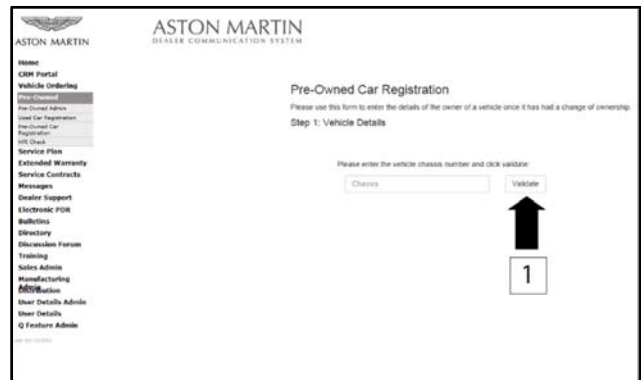 ASTON MARTIN
ASTON MARTIN
DEALER COMMUNICATION SYSTEM
Home
CRM Portal
Vehicle Ordering
Pre-Owned
Pre-Owned Admin
Used Car Registration
Pre-Owned Car
Registration
HPI Check
Service Plan
Extended Warranty
Service Contracts
Messages
Dealer Support
Electronic PDR
Bulletins
Directory
Discussion Forum
Training
Sales Admin
Manufacturing
Admin
Distribution
User Details Admin
User Details
Q Feature Admin
Pre-Owned Car Registration
Please use this form to enter the details of the owner of a vehicle once it has had a change of ownership
Step 1: Vehicle Details
Please enter the vehicle chassis number and click validate:
Chassis
Validate
1